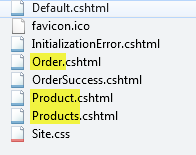 Default.cshtml
favicon.ico
InitializationError.cshtml
Order.cshtml
OrderSuccess.cshtml
Product.cshtml
Products.cshtml
Site.css